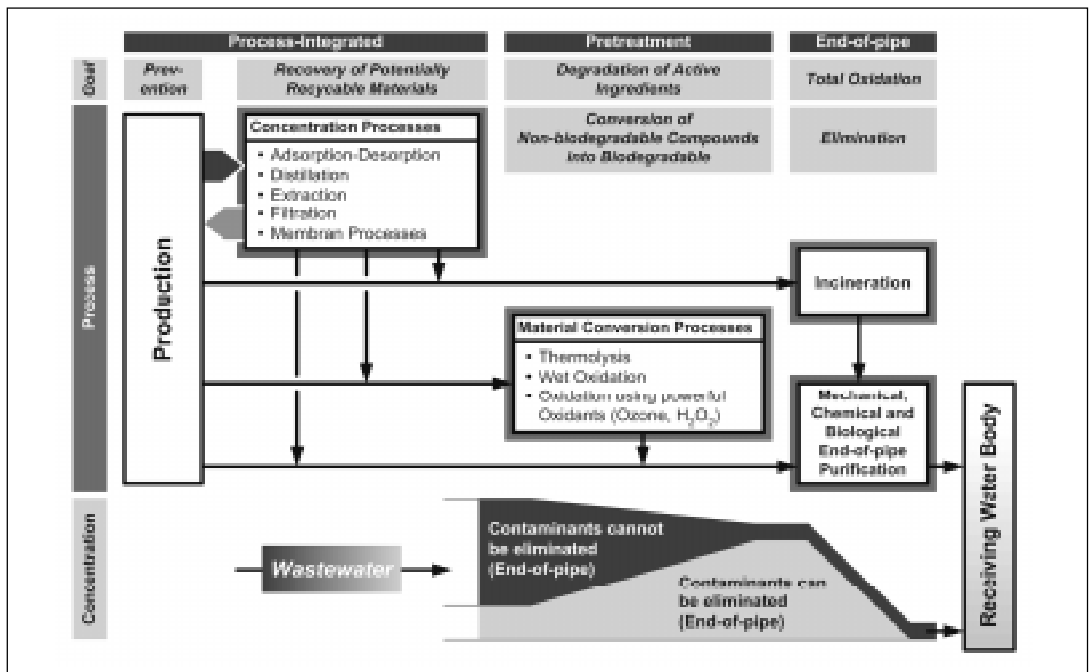 Process-Integrated
Pretreatment
End-of-pipe
Goal
Prev-
ention
Recovery of Potentially
Recycable Materials
Degradation of Active
Ingredients
Total Oxidation
Conversion of
Non-biodegradable Compounds
into Biodegradable
Elimination
Process
Production
Concentration Processes
• Adsorption-Desorption
• Distillation
• Extraction
• Filtration
• Membran Processes
Incineration
Material Conversion Processes
• Thermolysis
• Wet Oxidation
• Oxidation using powerful
Oxidants (Ozone, H₂O₂)
Mechanical,
Chemical and
Biological
End-of-pipe
Purification
Receiving Water Body
Concentration
Wastewater
Contaminants cannot
be eliminated
(End-of-pipe)
Contaminants can
be eliminated
(End-of-pipe)